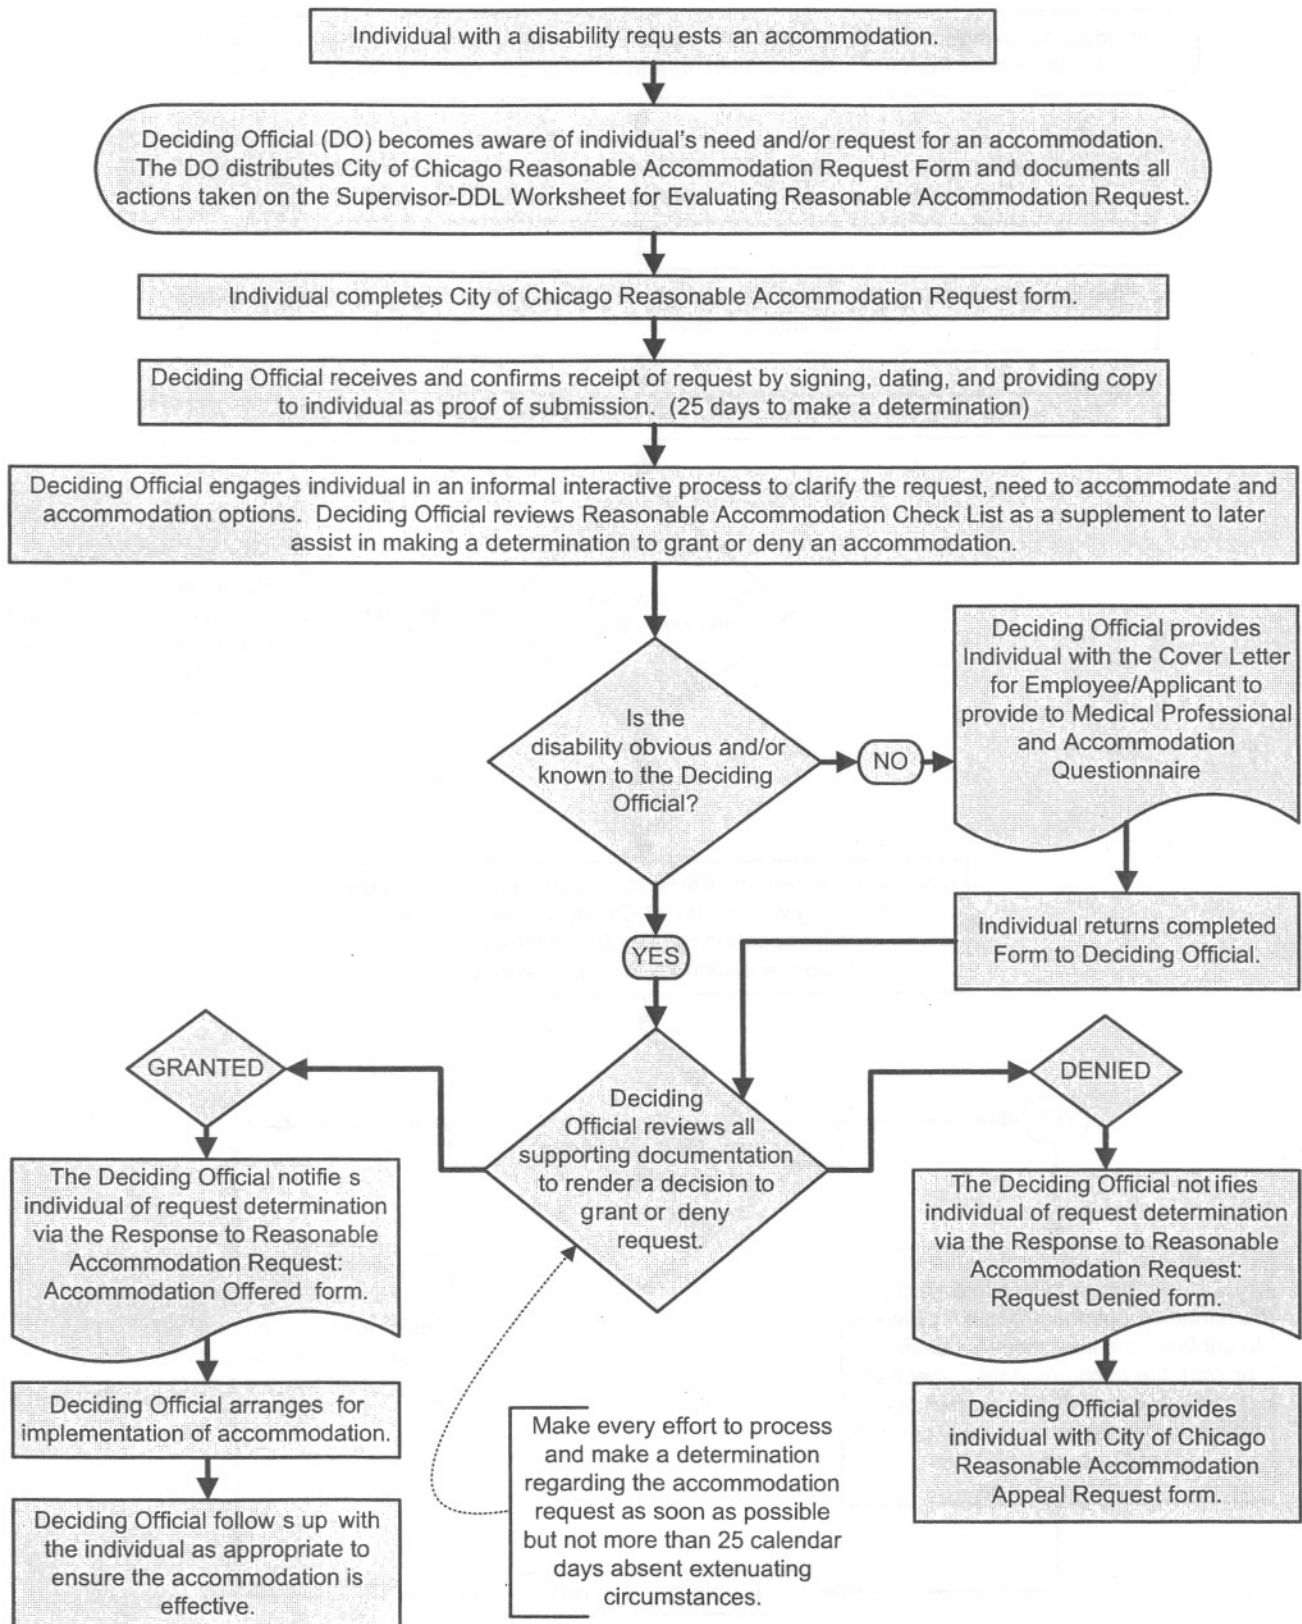 Individual with a disability requests an accommodation.
Deciding Official (DO) becomes aware of individual's need and/or request for an accommodation.
The DO distributes City of Chicago Reasonable Accommodation Request Form and documents all
actions taken on the Supervisor-DDL Worksheet for Evaluating Reasonable Accommodation Request.
Individual completes City of Chicago Reasonable Accommodation Request form.
Deciding Official receives and confirms receipt of request by signing, dating, and providing copy
to individual as proof of submission. (25 days to make a determination)
Deciding Official engages individual in an informal interactive process to clarify the request, need to accommodate and
accommodation options. Deciding Official reviews Reasonable Accommodation Check List as a supplement to later
assist in making a determination to grant or deny an accommodation.
Is the
disability obvious and/or
known to the Deciding
Official?
NO
Deciding Official provides
Individual with the Cover Letter
for Employee/Applicant to
provide to Medical Professional
and Accommodation
Questionnaire
Individual returns completed
Form to Deciding Official.
YES
Deciding
Official reviews all
supporting documentation
to render a decision to
grant or deny
request.
GRANTED
The Deciding Official notifie s
individual of request determination
via the Response to Reasonable
Accommodation Request:
Accommodation Offered form.
Deciding Official arranges for
implementation of accommodation.
Deciding Official follow s up with
the individual as appropriate to
ensure the accommodation is
effective.
DENIED
The Deciding Official not ifies
individual of request determination
via the Response to Reasonable
Accommodation Request:
Request Denied form.
Deciding Official provides
individual with City of Chicago
Reasonable Accommodation
Appeal Request form.
Make every effort to process
and make a determination
regarding the accommodation
request as soon as possible
but not more than 25 calendar
days absent extenuating
circumstances.